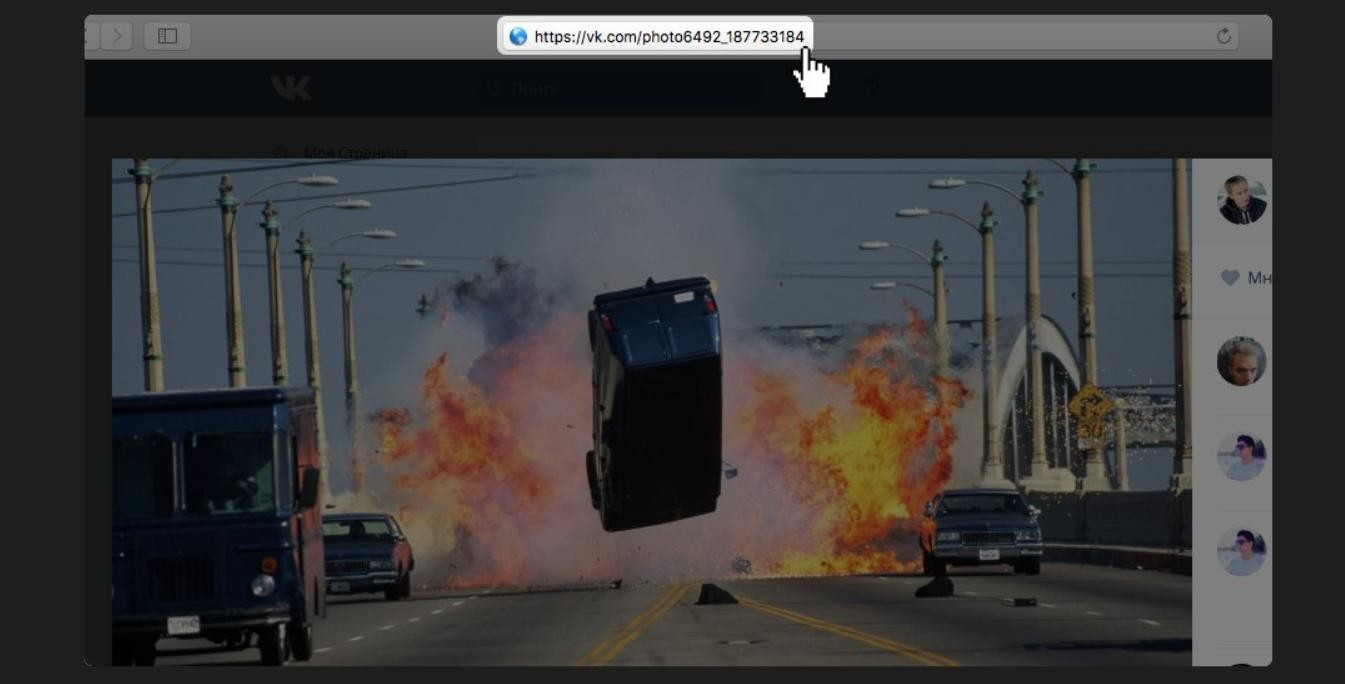 https://vk.com/photo6492_187733184
Поиск
Моя Страница
Мн